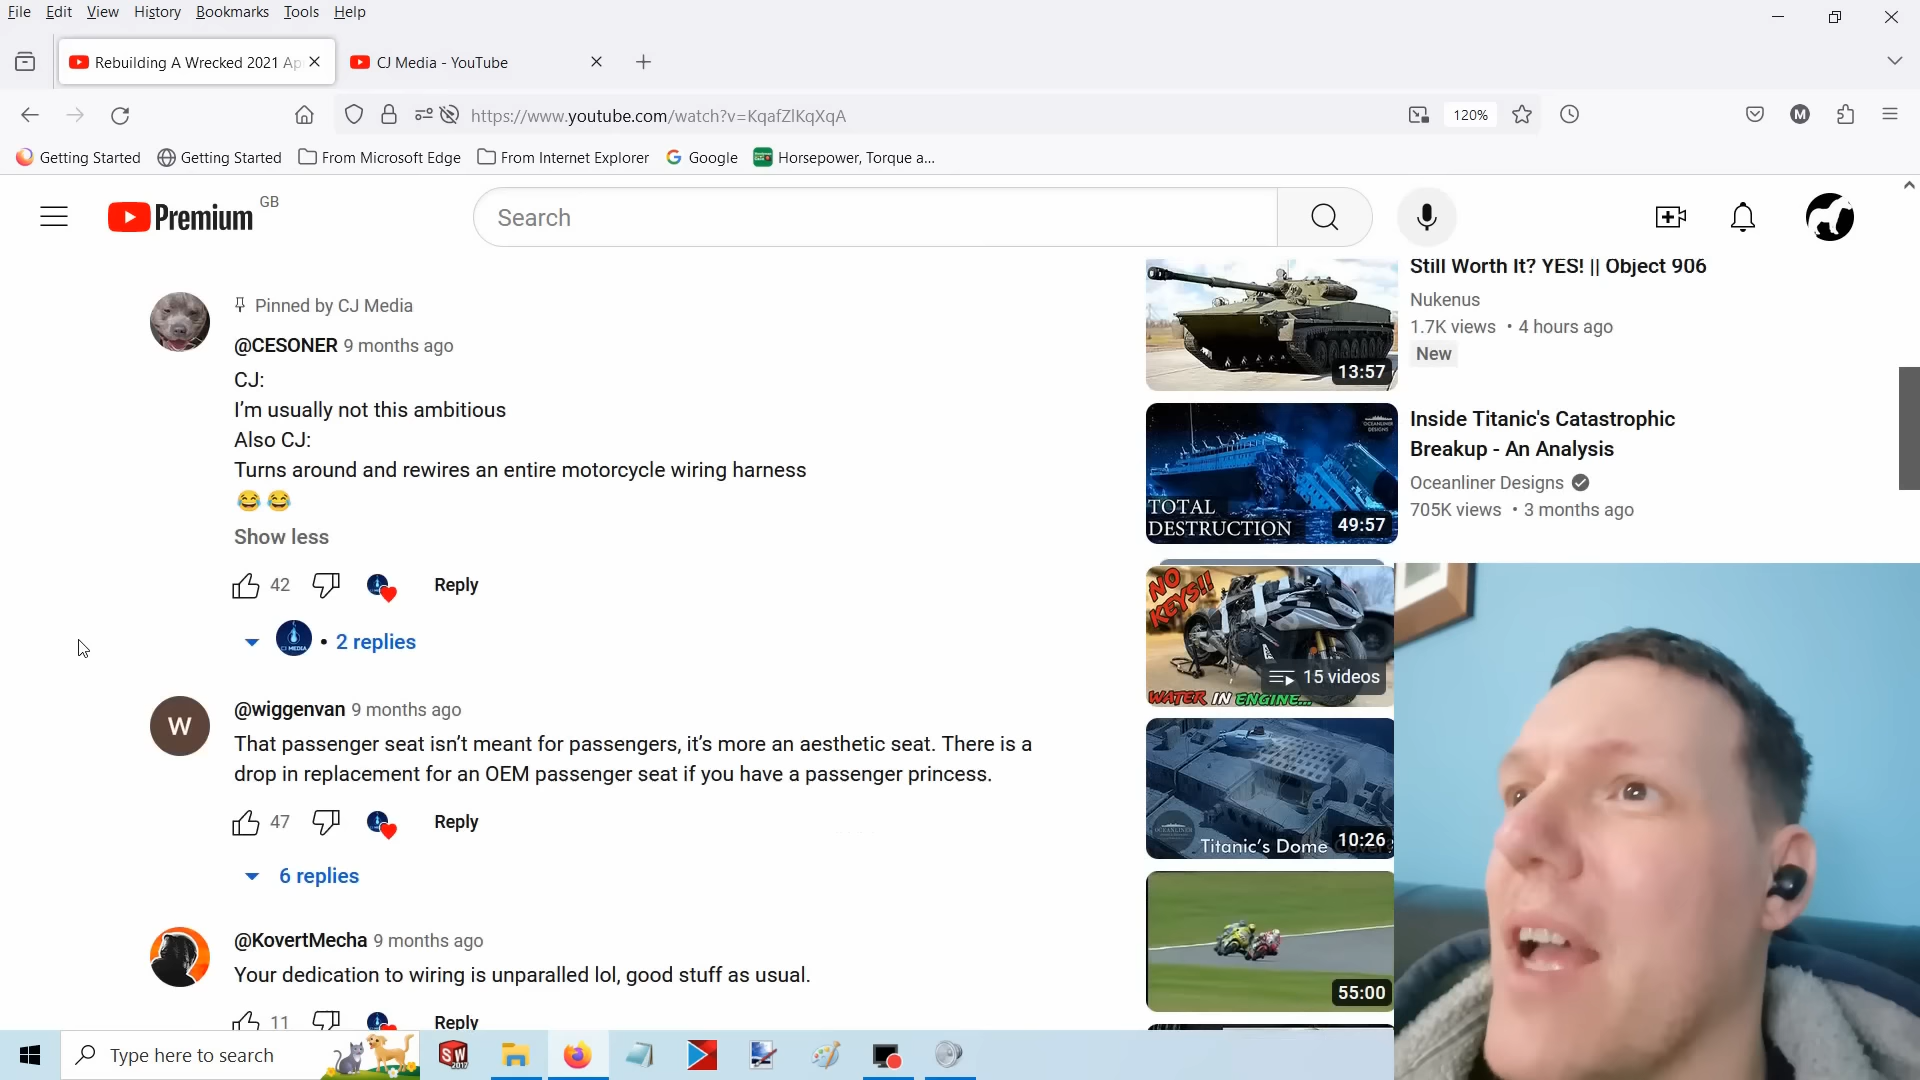 File Edit View History Bookmarks Tools Help
Rebuilding A Wrecked 2021 Ap
CJ Media - YouTube
https://www.youtube.com/watch?v=KqafZlKqXqA
120%
M
Getting Started
Getting Started
From Microsoft Edge
From Internet Explorer
Google
Horsepower, Torque a...
Premium
GB
Search
Pinned by CJ Media
@CESONER 9 months ago
CJ:
I’m usually not this ambitious
Also CJ:
Turns around and rewires an entire motorcycle wiring harness
😂 😂
Show less
42
Reply
CJ MEDIA
• 2 replies
W
@wiggenvan 9 months ago
That passenger seat isn’t meant for passengers, it’s more an aesthetic seat. There is a
drop in replacement for an OEM passenger seat if you have a passenger princess.
47
Reply
6 replies
@KovertMecha 9 months ago
Your dedication to wiring is unparalled lol, good stuff as usual.
11
Reply
13:57
Still Worth It? YES! || Object 906
Nukenus
1.7K views • 4 hours ago
New
OCEANLINER
DESIGNS
TOTAL
DESTRUCTION
49:57
Inside Titanic's Catastrophic
Breakup - An Analysis
Oceanliner Designs
705K views • 3 months ago
NO
KEYS!!
15 videos
WATER IN ENGINE...
Titanic's Dome
10:26
55:00
Type here to search
SW
2017